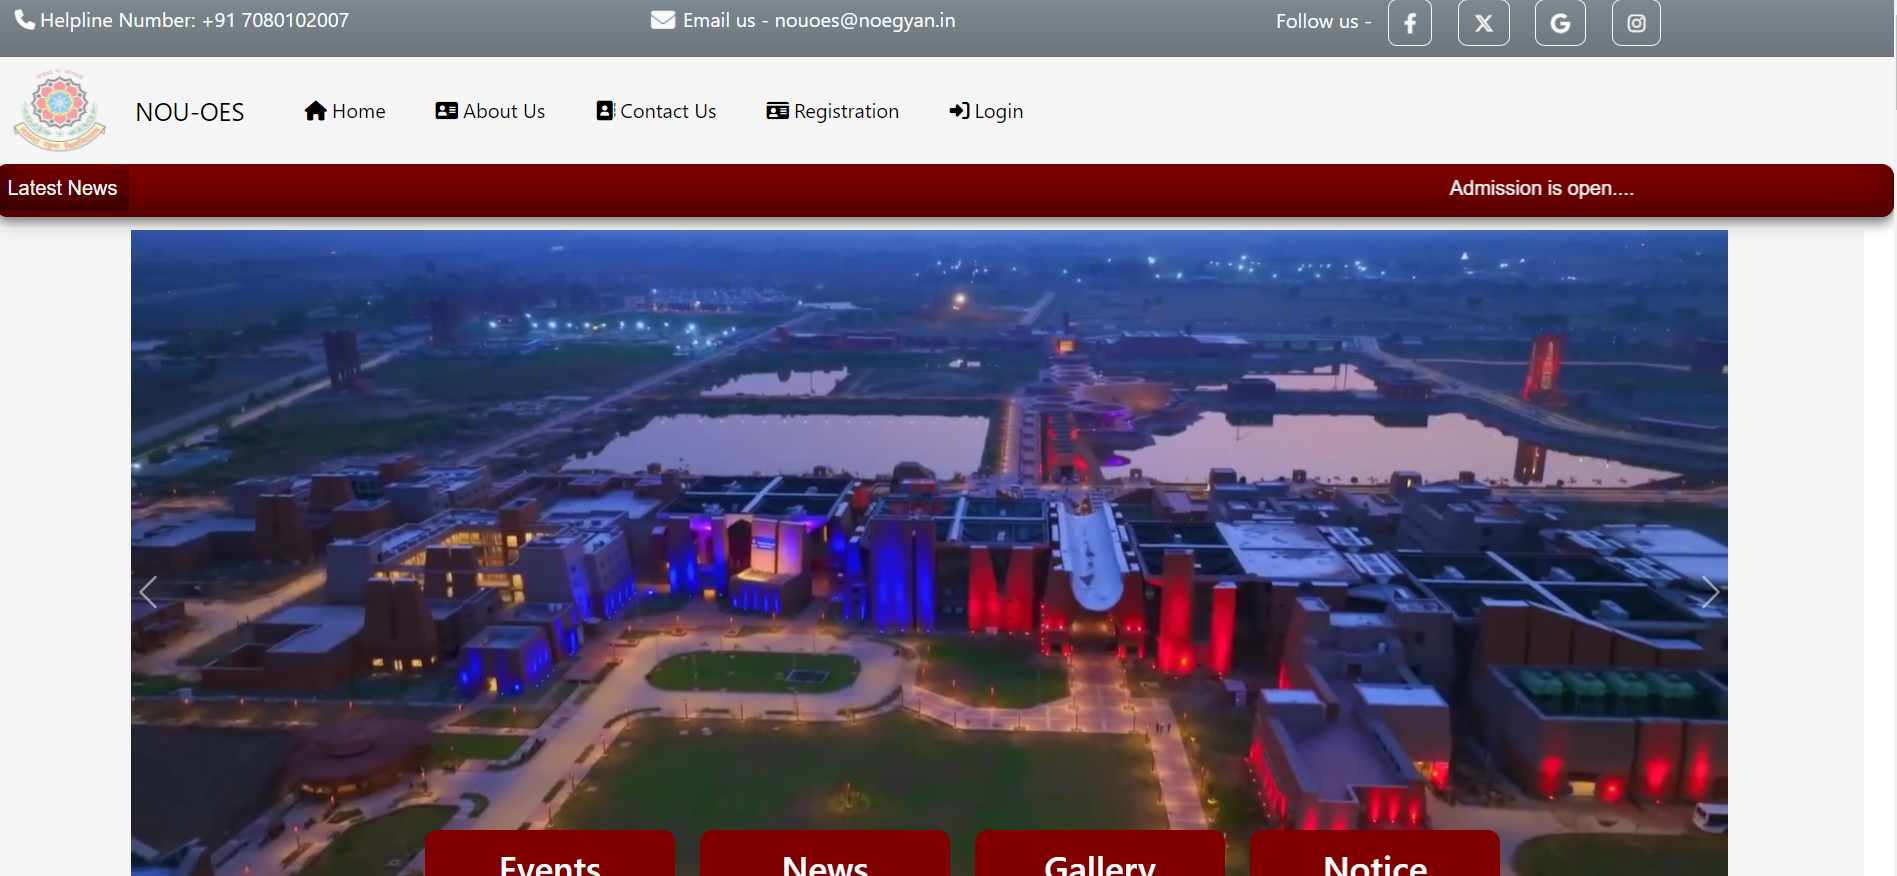 Helpline Number: +91 7080102007
Email us - nouoes@noegyan.in
Follow us -
NOU-OES
Home
About Us
Contact Us
Registration
Login
Latest News
Admission is open....
Events
News
Gallery
Notice